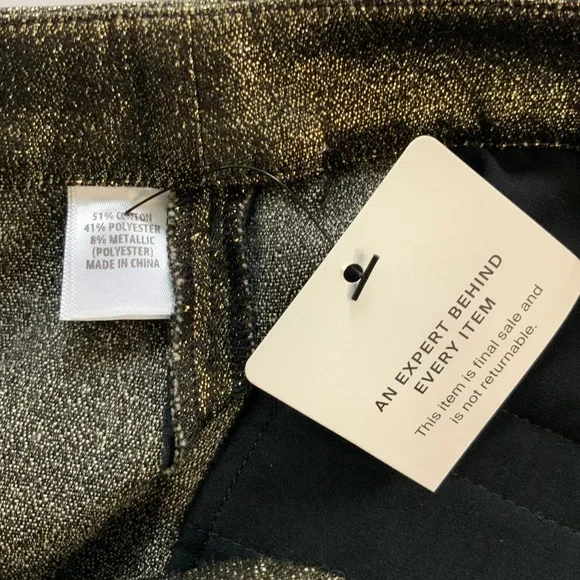 51% COTTON
41% POLYESTER
8% METALLIC
(POLYESTER)
MADE IN CHINA
AN EXPERT BEHIND
EVERY ITEM
This item is final sale and
is not returnable.